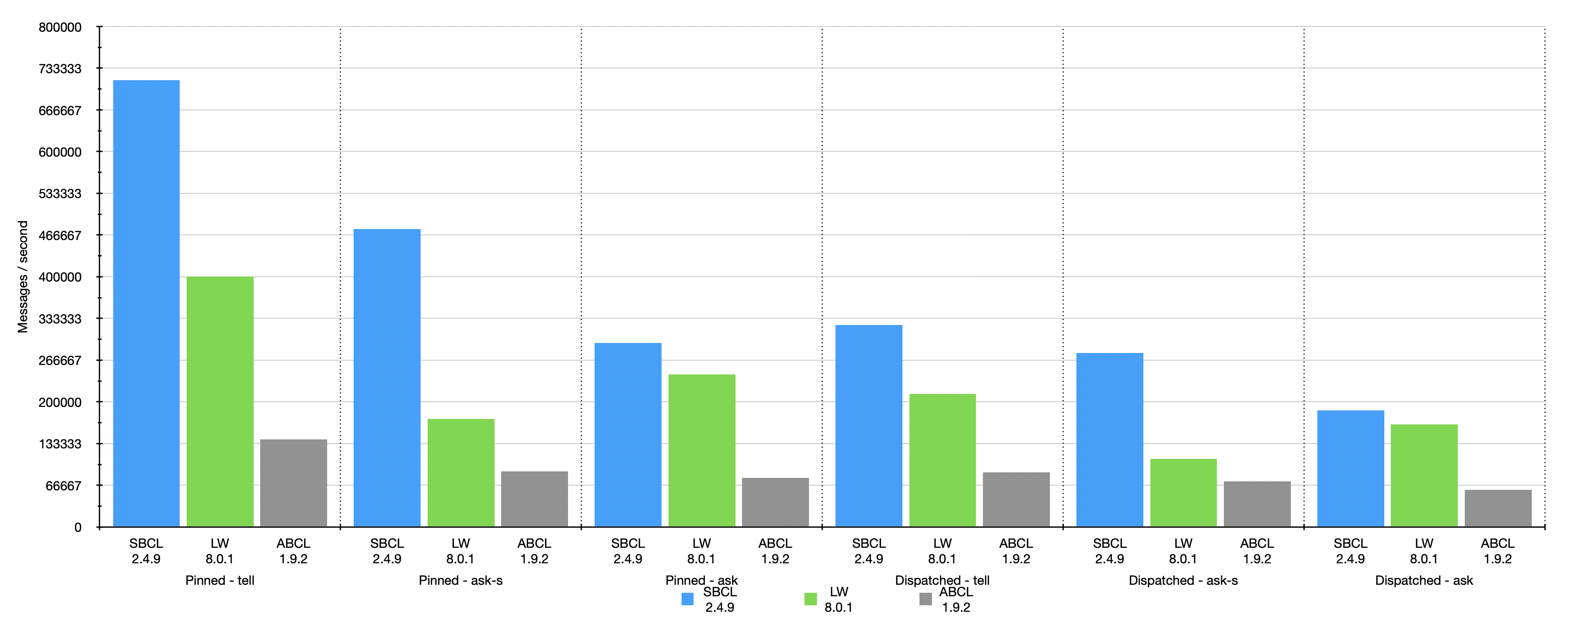 Messages / second
800000
733333
666667
600000
533333
466667
400000
333333
266667
200000
133333
66667
0
SBCL LW ABCL SBCL LW ABCL SBCL LW ABCL SBCL LW ABCL SBCL LW ABCL SBCL LW ABCL
2.4.9 8.0.1 1.9.2 2.4.9 8.0.1 1.9.2 2.4.9 8.0.1 1.9.2 2.4.9 8.0.1 1.9.2 2.4.9 8.0.1 1.9.2 2.4.9 8.0.1 1.9.2
Pinned - tell Pinned - ask-s Pinned - ask Dispatched - tell Dispatched - ask-s Dispatched - ask
SBCL LW ABCL
2.4.9 8.0.1 1.9.2